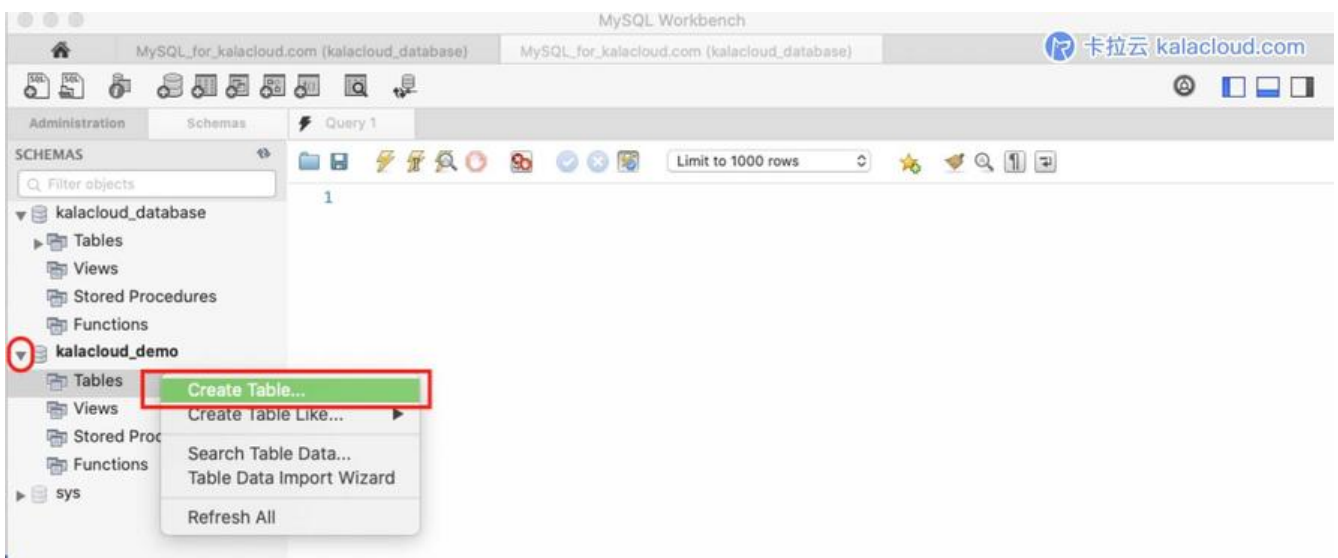 MySQL Workbench
MySQL_for_kalacloud.com (kalacloud_database)
MySQL_for_kalacloud.com (kalacloud_database)
卡拉云 kalacloud.com
Administration
Schemas
Query 1
SCHEMAS
Limit to 1000 rows
Filter objects
1
kalacloud_database
Tables
Views
Stored Procedures
Functions
kalacloud_demo
Tables
Create Table...
Views
Create Table Like...
Stored Proc
Search Table Data...
Functions
Table Data Import Wizard
sys
Refresh All